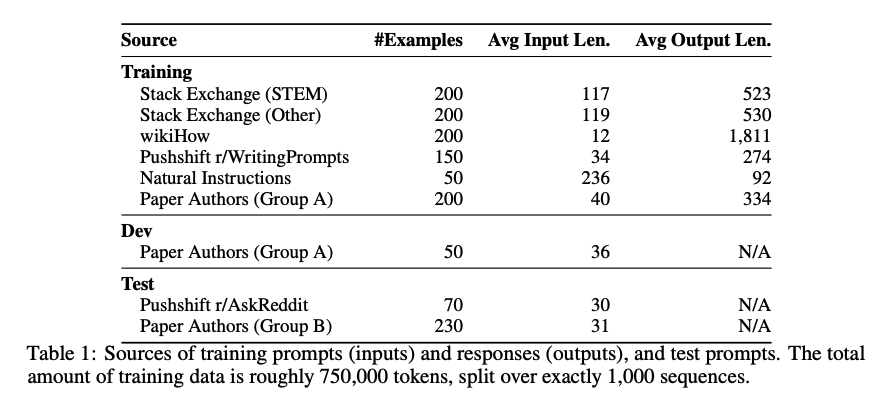 Source #Examples Avg Input Len. Avg Output Len.
Training
Stack Exchange (STEM) 200 117 523
Stack Exchange (Other) 200 119 530
wikiHow 200 12 1,811
Pushshift r/WritingPrompts 150 34 274
Natural Instructions 50 236 92
Paper Authors (Group A) 200 40 334
Dev
Paper Authors (Group A) 50 36 N/A
Test
Pushshift r/AskReddit 70 30 N/A
Paper Authors (Group B) 230 31 N/A
Table 1: Sources of training prompts (inputs) and responses (outputs), and test prompts. The total
amount of training data is roughly 750,000 tokens, split over exactly 1,000 sequences.